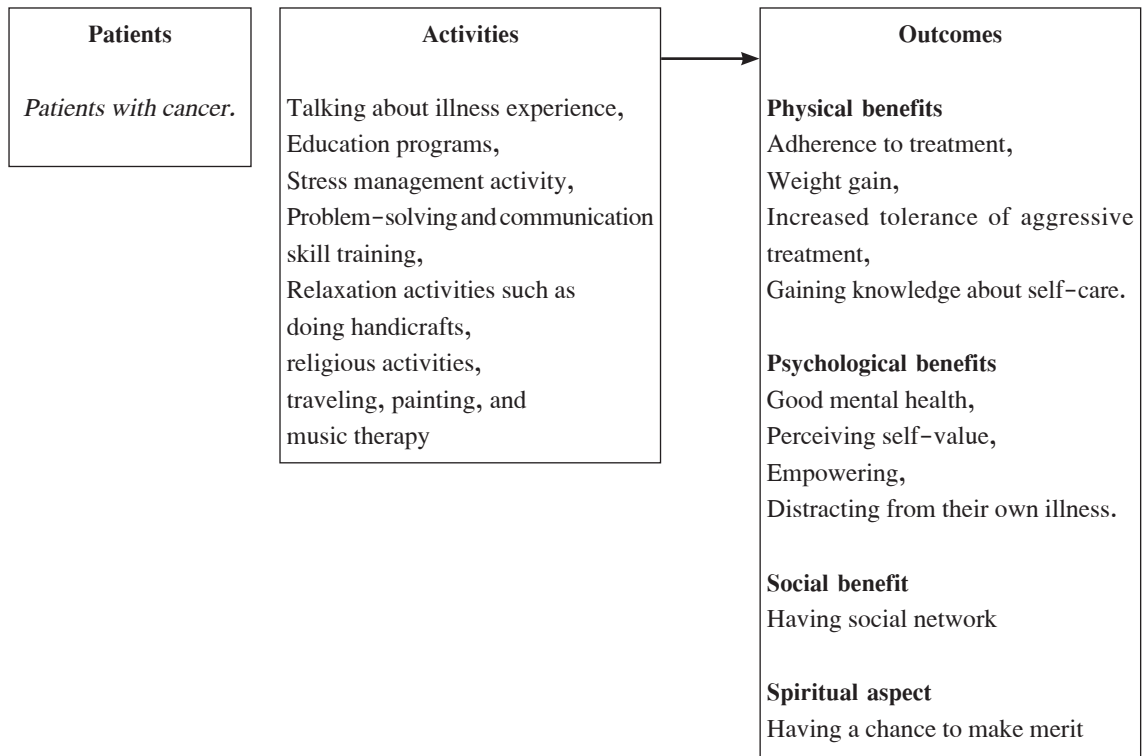 Patients
Patients with cancer.
Activities
Talking about illness experience,
Education programs,
Stress management activity,
Problem-solving and communication
skill training,
Relaxation activities such as
doing handicrafts,
religious activities,
traveling, painting, and
music therapy
Outcomes
Physical benefits
Adherence to treatment,
Weight gain,
Increased tolerance of aggressive
treatment,
Gaining knowledge about self-care.
Psychological benefits
Good mental health,
Perceiving self-value,
Empowering,
Distracting from their own illness.
Social benefit
Having social network
Spiritual aspect
Having a chance to make merit